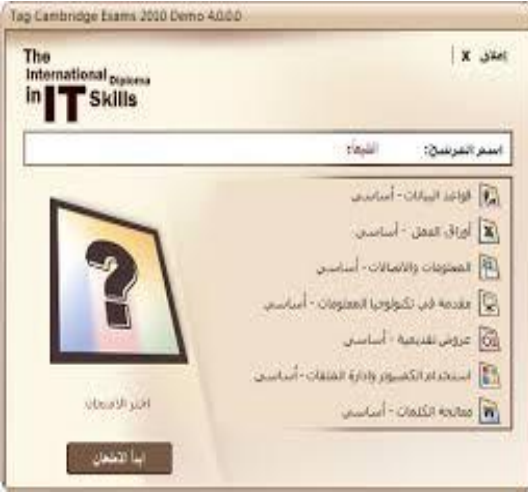 Tag Cambridge Exams 2010 Demo 4.0.0.0
The
International Diploma
in IT Skills
إغلاق X
اسم المرشح:
قواعد البيانات - أساسي
أوراق العمل - أساسي
المعلومات والاتصالات - أساسي
مقدمة في تكنولوجيا المعلومات - أساسي
عروض تقديمية - أساسي
استخدام الكمبيوتر وإدارة الملفات - أساسي
معالجة الكلمات - أساسي
اختر الامتحان
ابدأ الامتحان